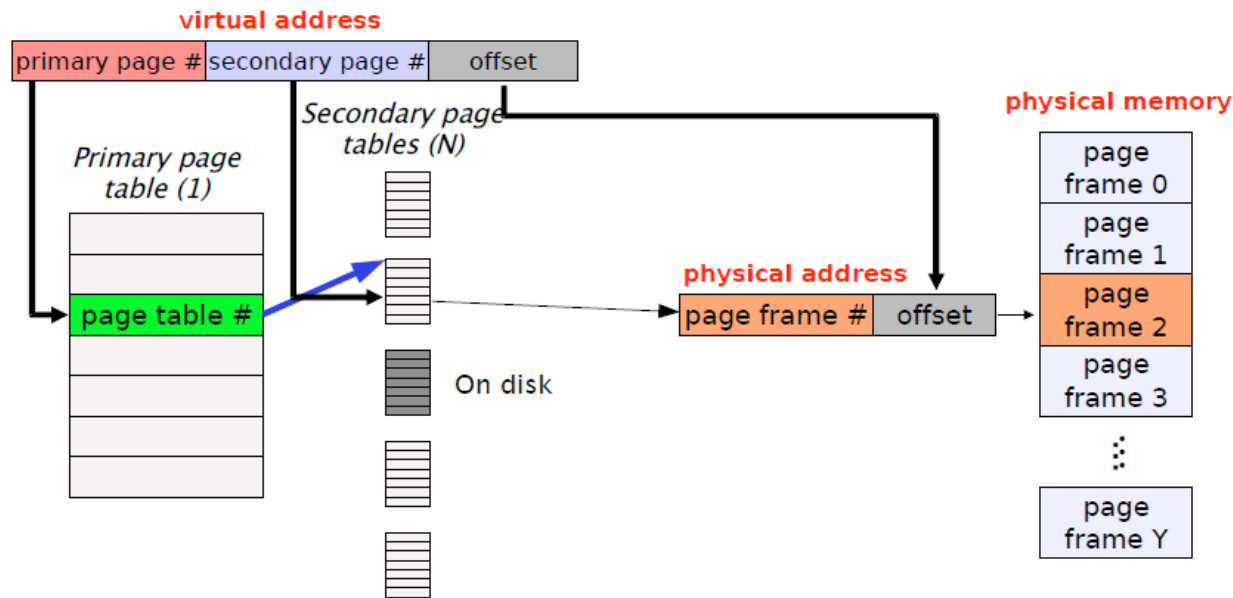 virtual address
primary page #
secondary page #
offset
Secondary page
tables (N)
Primary page
table (1)
page table #
On disk
physical address
page frame #
offset
physical memory
page
frame 0
page
frame 1
page
frame 2
page
frame 3
page
frame Y